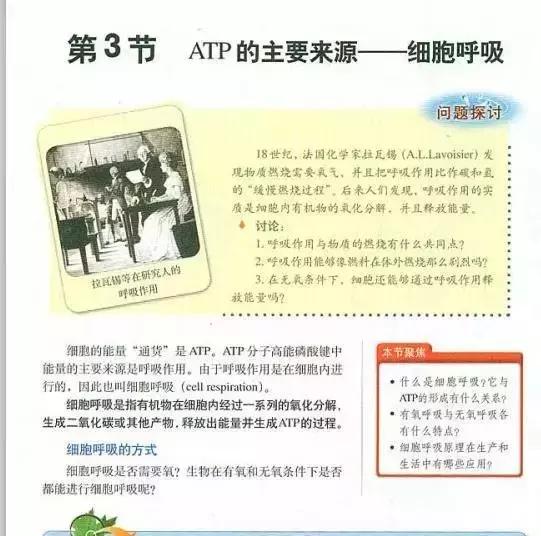 第3节 ATP的主要来源——细胞呼吸
问题探讨
18世纪，法国化学家拉瓦锡（A.L.Lavoisier）发
现物质燃烧需要氧气，并且把呼吸作用比作碳和氢
的“缓慢燃烧过程”。后来人们发现，呼吸作用的实
质是细胞内有机物的氧化分解，并且释放能量。
讨论：
1.呼吸作用与物质的燃烧有什么共同点？
2.呼吸作用能够像燃料在体外燃烧那么剧烈吗？
3.在无氧条件下，细胞还能够通过呼吸作用释
放能量吗？
拉瓦锡等在研究人的
呼吸作用
细胞的能量“通货”是ATP。ATP分子高能磷酸键中
能量的主要来源是呼吸作用。由于呼吸作用是在细胞内进
行的，因此也叫细胞呼吸（cell respiration）。
细胞呼吸是指有机物在细胞内经过一系列的氧化分解，
生成二氧化碳或其他产物，释放出能量并生成ATP的过程。
细胞呼吸的方式
细胞呼吸是否需要氧？生物在有氧和无氧条件下是否
都能进行细胞呼吸呢？
本节聚焦
• 什么是细胞呼吸？它与
ATP的形成有什么关系？
• 有氧呼吸与无氧呼吸各
有什么特点？
• 细胞呼吸原理在生产和
生活中有哪些应用？